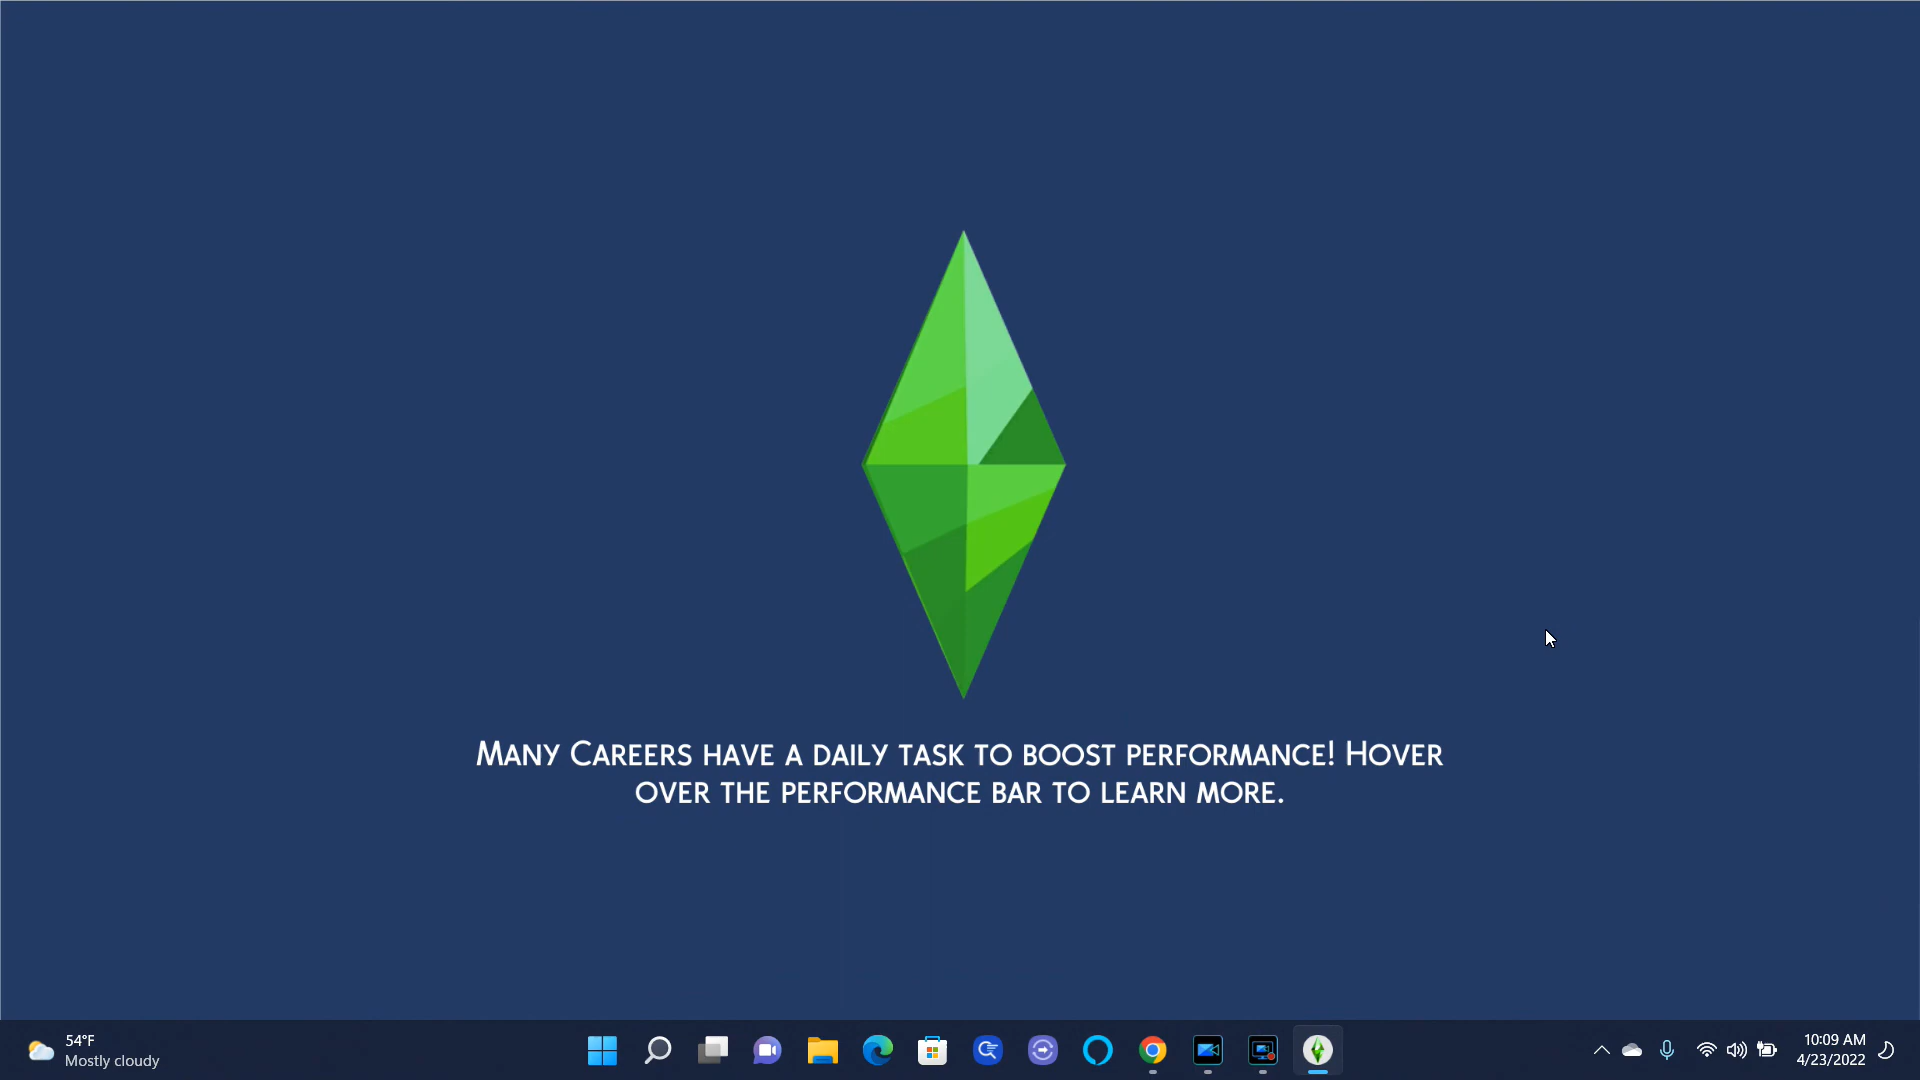 Many Careers have a daily task to boost performance! Hover
over the performance bar to learn more.
54°F
Mostly cloudy
10:09 AM
4/23/2022